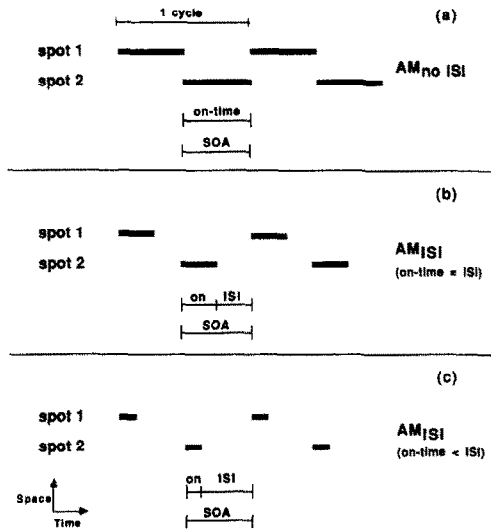 1 cycle
(a)
spot 1
spot 2
AMno ISI
on-time
SOA
(b)
spot 1
spot 2
AMISI
(on-time = ISI)
on ISI
SOA
(c)
spot 1
spot 2
AMISI
(on-time < ISI)
on ISI
Space
Time
SOA